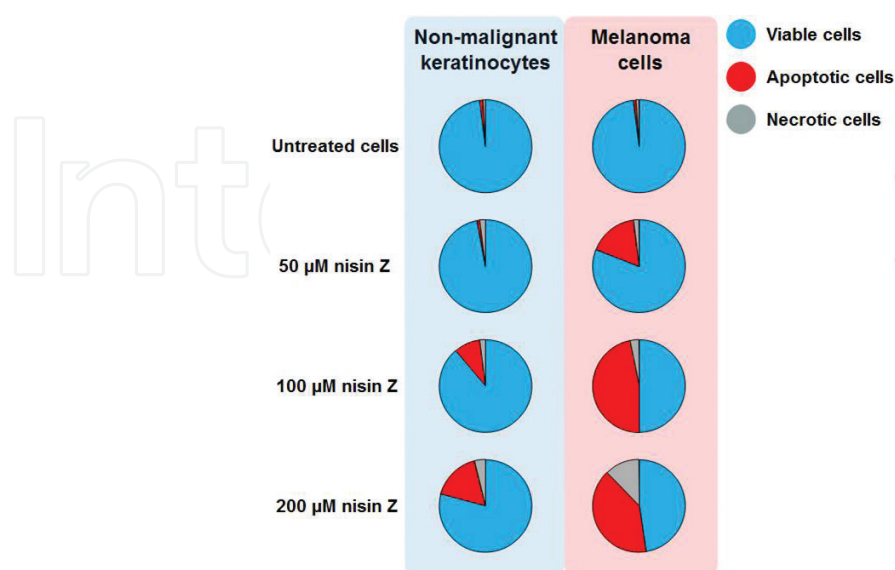 Non-malignant
keratinocytes
Melanoma
cells
Viable cells
Apoptotic cells
Necrotic cells
Untreated cells
50 µM nisin Z
100 µM nisin Z
200 µM nisin Z